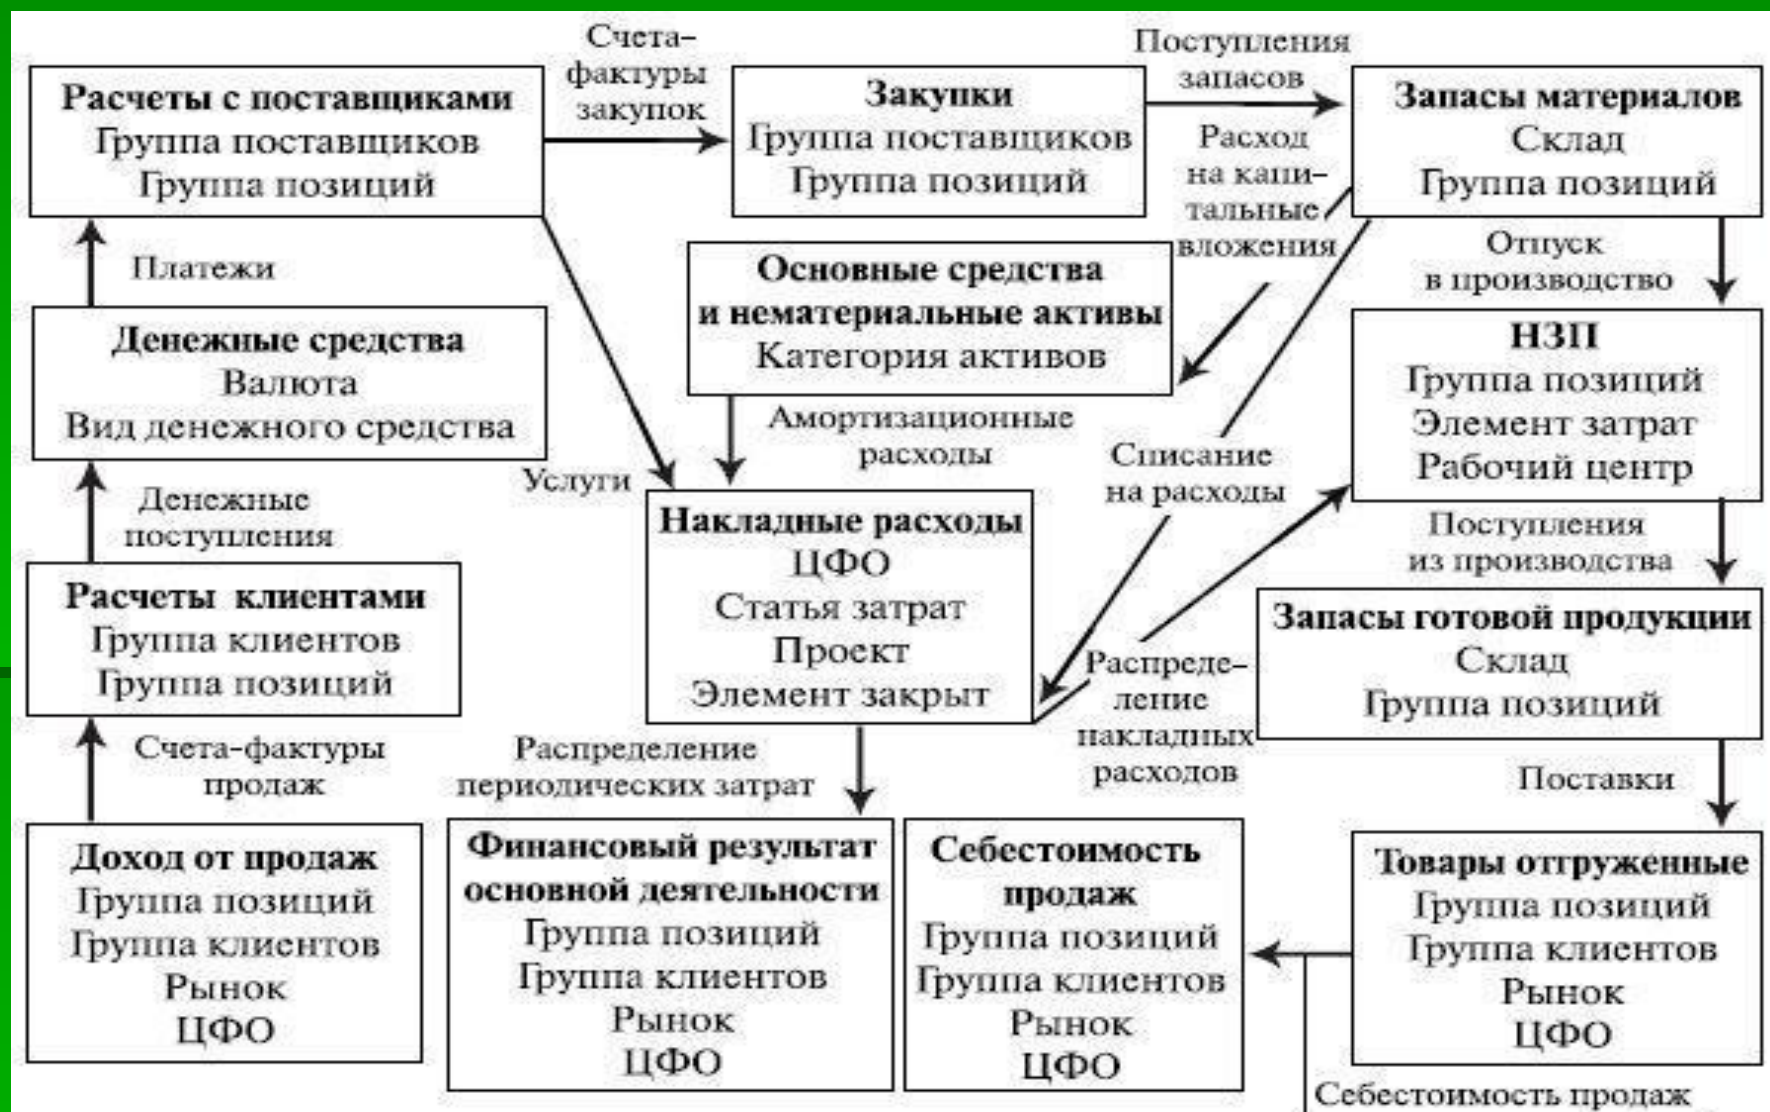 Счета-
фактуры
закупок
Поступления
запасов
Расчеты с поставщиками
Группа поставщиков
Группа позиций
Закупки
Группа поставщиков
Группа позиций
Расход
на капи-
тальные
вложения
Запасы материалов
Склад
Группа позиций
Платежи
Основные средства
и нематериальные активы
Категория активов
Отпуск
в производство
Денежные средства
Валюта
Вид денежного средства
НЗП
Группа позиций
Элемент затрат
Рабочий центр
Амортизационные
расходы
Услуги
Списание
на расходы
Денежные
поступления
Накладные расходы
ЦФО
Статья затрат
Проект
Элемент закрыт
Поступления
из производства
Расчеты клиентами
Группа клиентов
Группа позиций
Запасы готовой продукции
Склад
Группа позиций
Распреде-
ление
накладных
расходов
Счета-фактуры
продаж
Распределение
периодических затрат
Поставки
Доход от продаж
Группа позиций
Группа клиентов
Рынок
ЦФО
Финансовый результат
основной деятельности
Группа позиций
Группа клиентов
Рынок
ЦФО
Себестоимость
продаж
Группа позиций
Группа клиентов
Рынок
ЦФО
Товары отгруженные
Группа позиций
Группа клиентов
Рынок
ЦФО
Себестоимость продаж